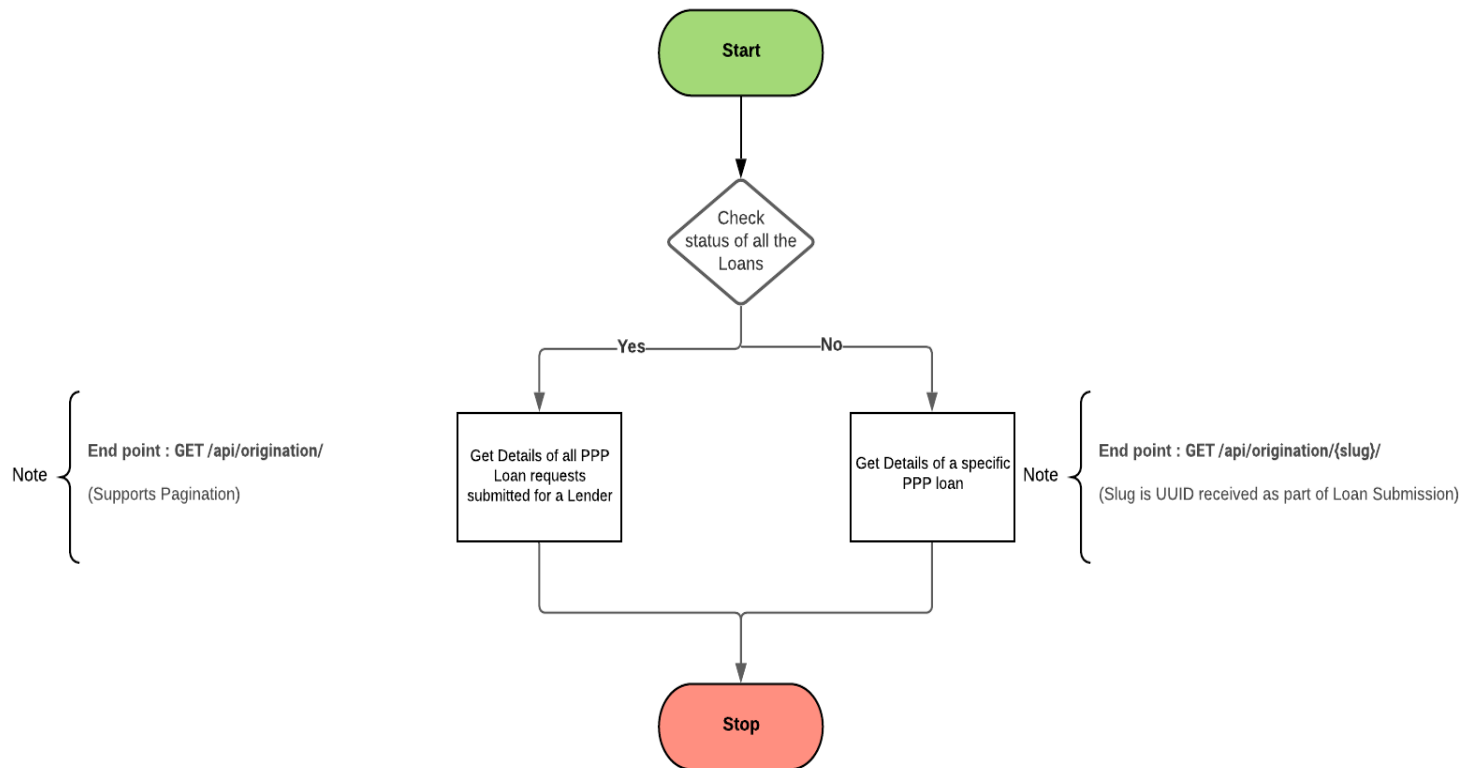 Start
Check
status of all the
Loans
Yes
No
Note
End point : GET /api/origination/
(Supports Pagination)
Get Details of all PPP
Loan requests
submitted for a Lender
Get Details of a specific
PPP loan
Note
End point : GET /api/origination/{slug}/
(Slug is UUID received as part of Loan Submission)
Stop